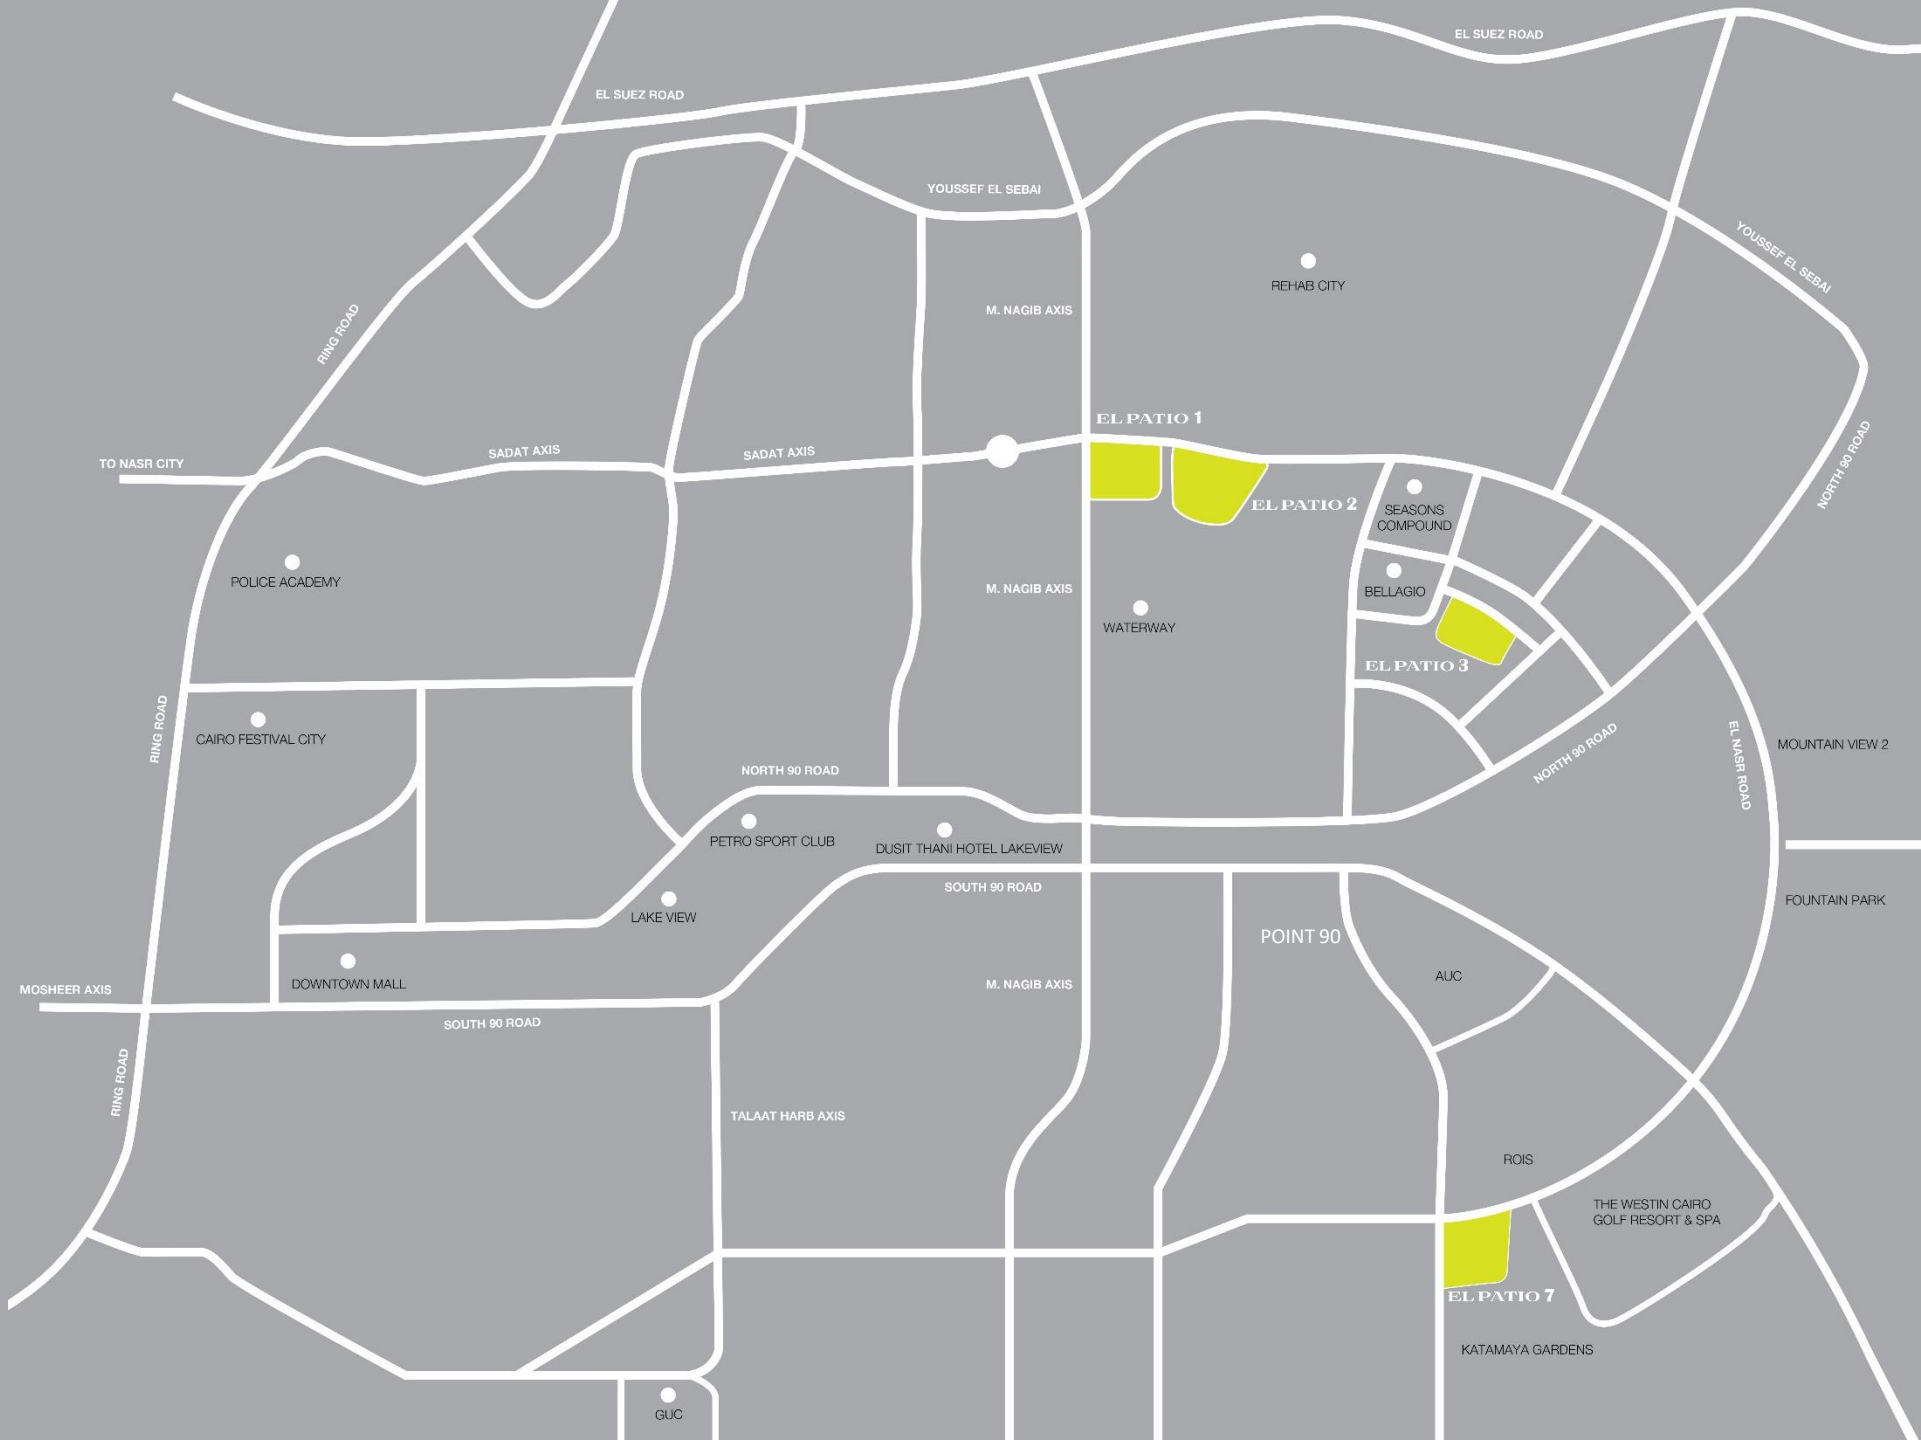 EL SUEZ ROAD
EL SUEZ ROAD
YOUSSEF EL SEBAI
YOUSSEF EL SEBAI
REHAB CITY
M. NAGIB AXIS
RING ROAD
EL PATIO 1
SADAT AXIS
SADAT AXIS
TO NASR CITY
NORTH 90 ROAD
EL PATIO 2
SEASONS
COMPOUND
POLICE ACADEMY
M. NAGIB AXIS
BELLAGIO
WATERWAY
EL PATIO 3
RING ROAD
CAIRO FESTIVAL CITY
EL NASR ROAD
MOUNTAIN VIEW 2
NORTH 90 ROAD
NORTH 90 ROAD
PETRO SPORT CLUB
DUSIT THANI HOTEL LAKEVIEW
SOUTH 90 ROAD
FOUNTAIN PARK
LAKE VIEW
POINT 90
AUC
DOWNTOWN MALL
M. NAGIB AXIS
MOSHEER AXIS
SOUTH 90 ROAD
RING ROAD
TALAAT HARB AXIS
ROIS
THE WESTIN CAIRO
GOLF RESORT & SPA
EL PATIO 7
KATAMAYA GARDENS
GUC